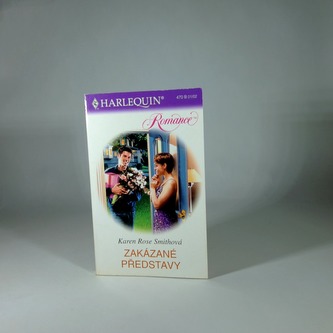 HARLEQUIN®
Romance
Karen Rose Smithová
ZAKÁZANÉ
PŘEDSTAVY